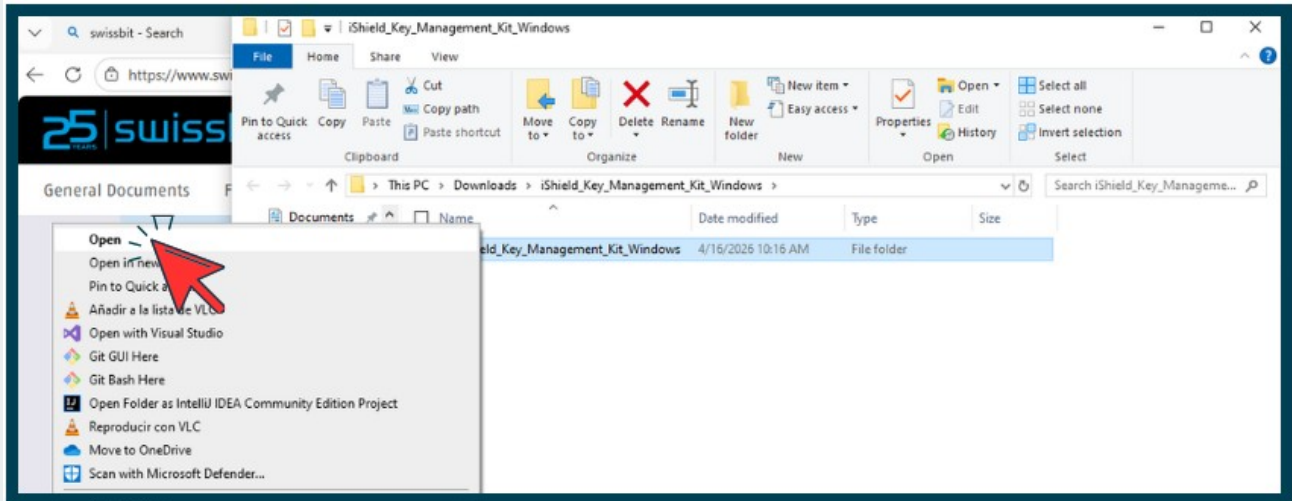 swissbit - Search
iShield_Key_Management_Kit_Windows
File Home Share View
https://www.swi
Pin to Quick access
Copy
Paste
Cut
Copy path
Paste shortcut
Clipboard
Move to
Copy to
Delete
Rename
Organize
New folder
New item
Easy access
New
Properties
Open
Edit
History
Open
Select all
Select none
Invert selection
Select
25 YEARS swissb
General Documents F
This PC > Downloads > iShield_Key_Management_Kit_Windows >
Search iShield_Key_Manageme...
Documents
Name Date modified Type Size
eld_Key_Management_Kit_Windows 4/16/2026 10:16 AM File folder
Open
Open in new
Pin to Quick a
Añadir a la lista de VLC
Open with Visual Studio
Git GUI Here
Git Bash Here
Open Folder as IntelliJ IDEA Community Edition Project
Reproducir con VLC
Move to OneDrive
Scan with Microsoft Defender...